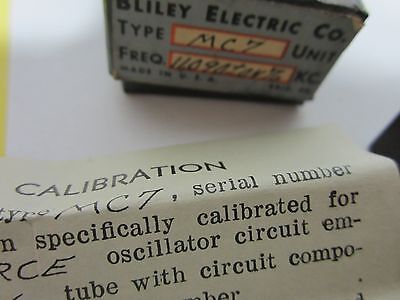 BLILEY ELECTRIC CO.
TYPE MC7 UNIT
FREQ. KC.
MADE IN U.S.A.
CALIBRATION
type MC7, serial number
n specifically calibrated for
RCE oscillator circuit em-
tube with circuit compo-
number